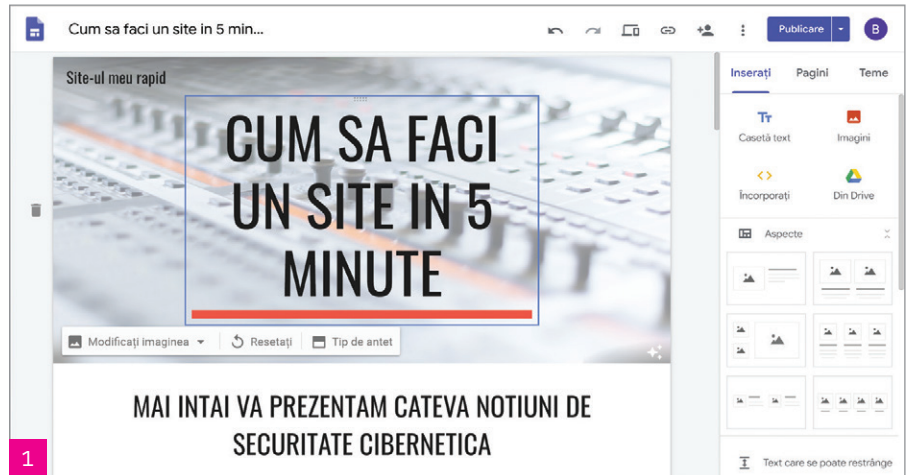 Cum sa faci un site in 5 min...
Publicare
B
Site-ul meu rapid
CUM SA FACI
UN SITE IN 5
MINUTE
Modificați imaginea
Resetați
Tip de antet
MAI INTAI VA PREZENTAM CATEVA NOTIUNI DE
SECURITATE CIBERNETICA
Inserați Pagini Teme
Tт
Casetă text Imagini
Încorporați Din Drive
Aspecte
Text care se poate restrânge
1